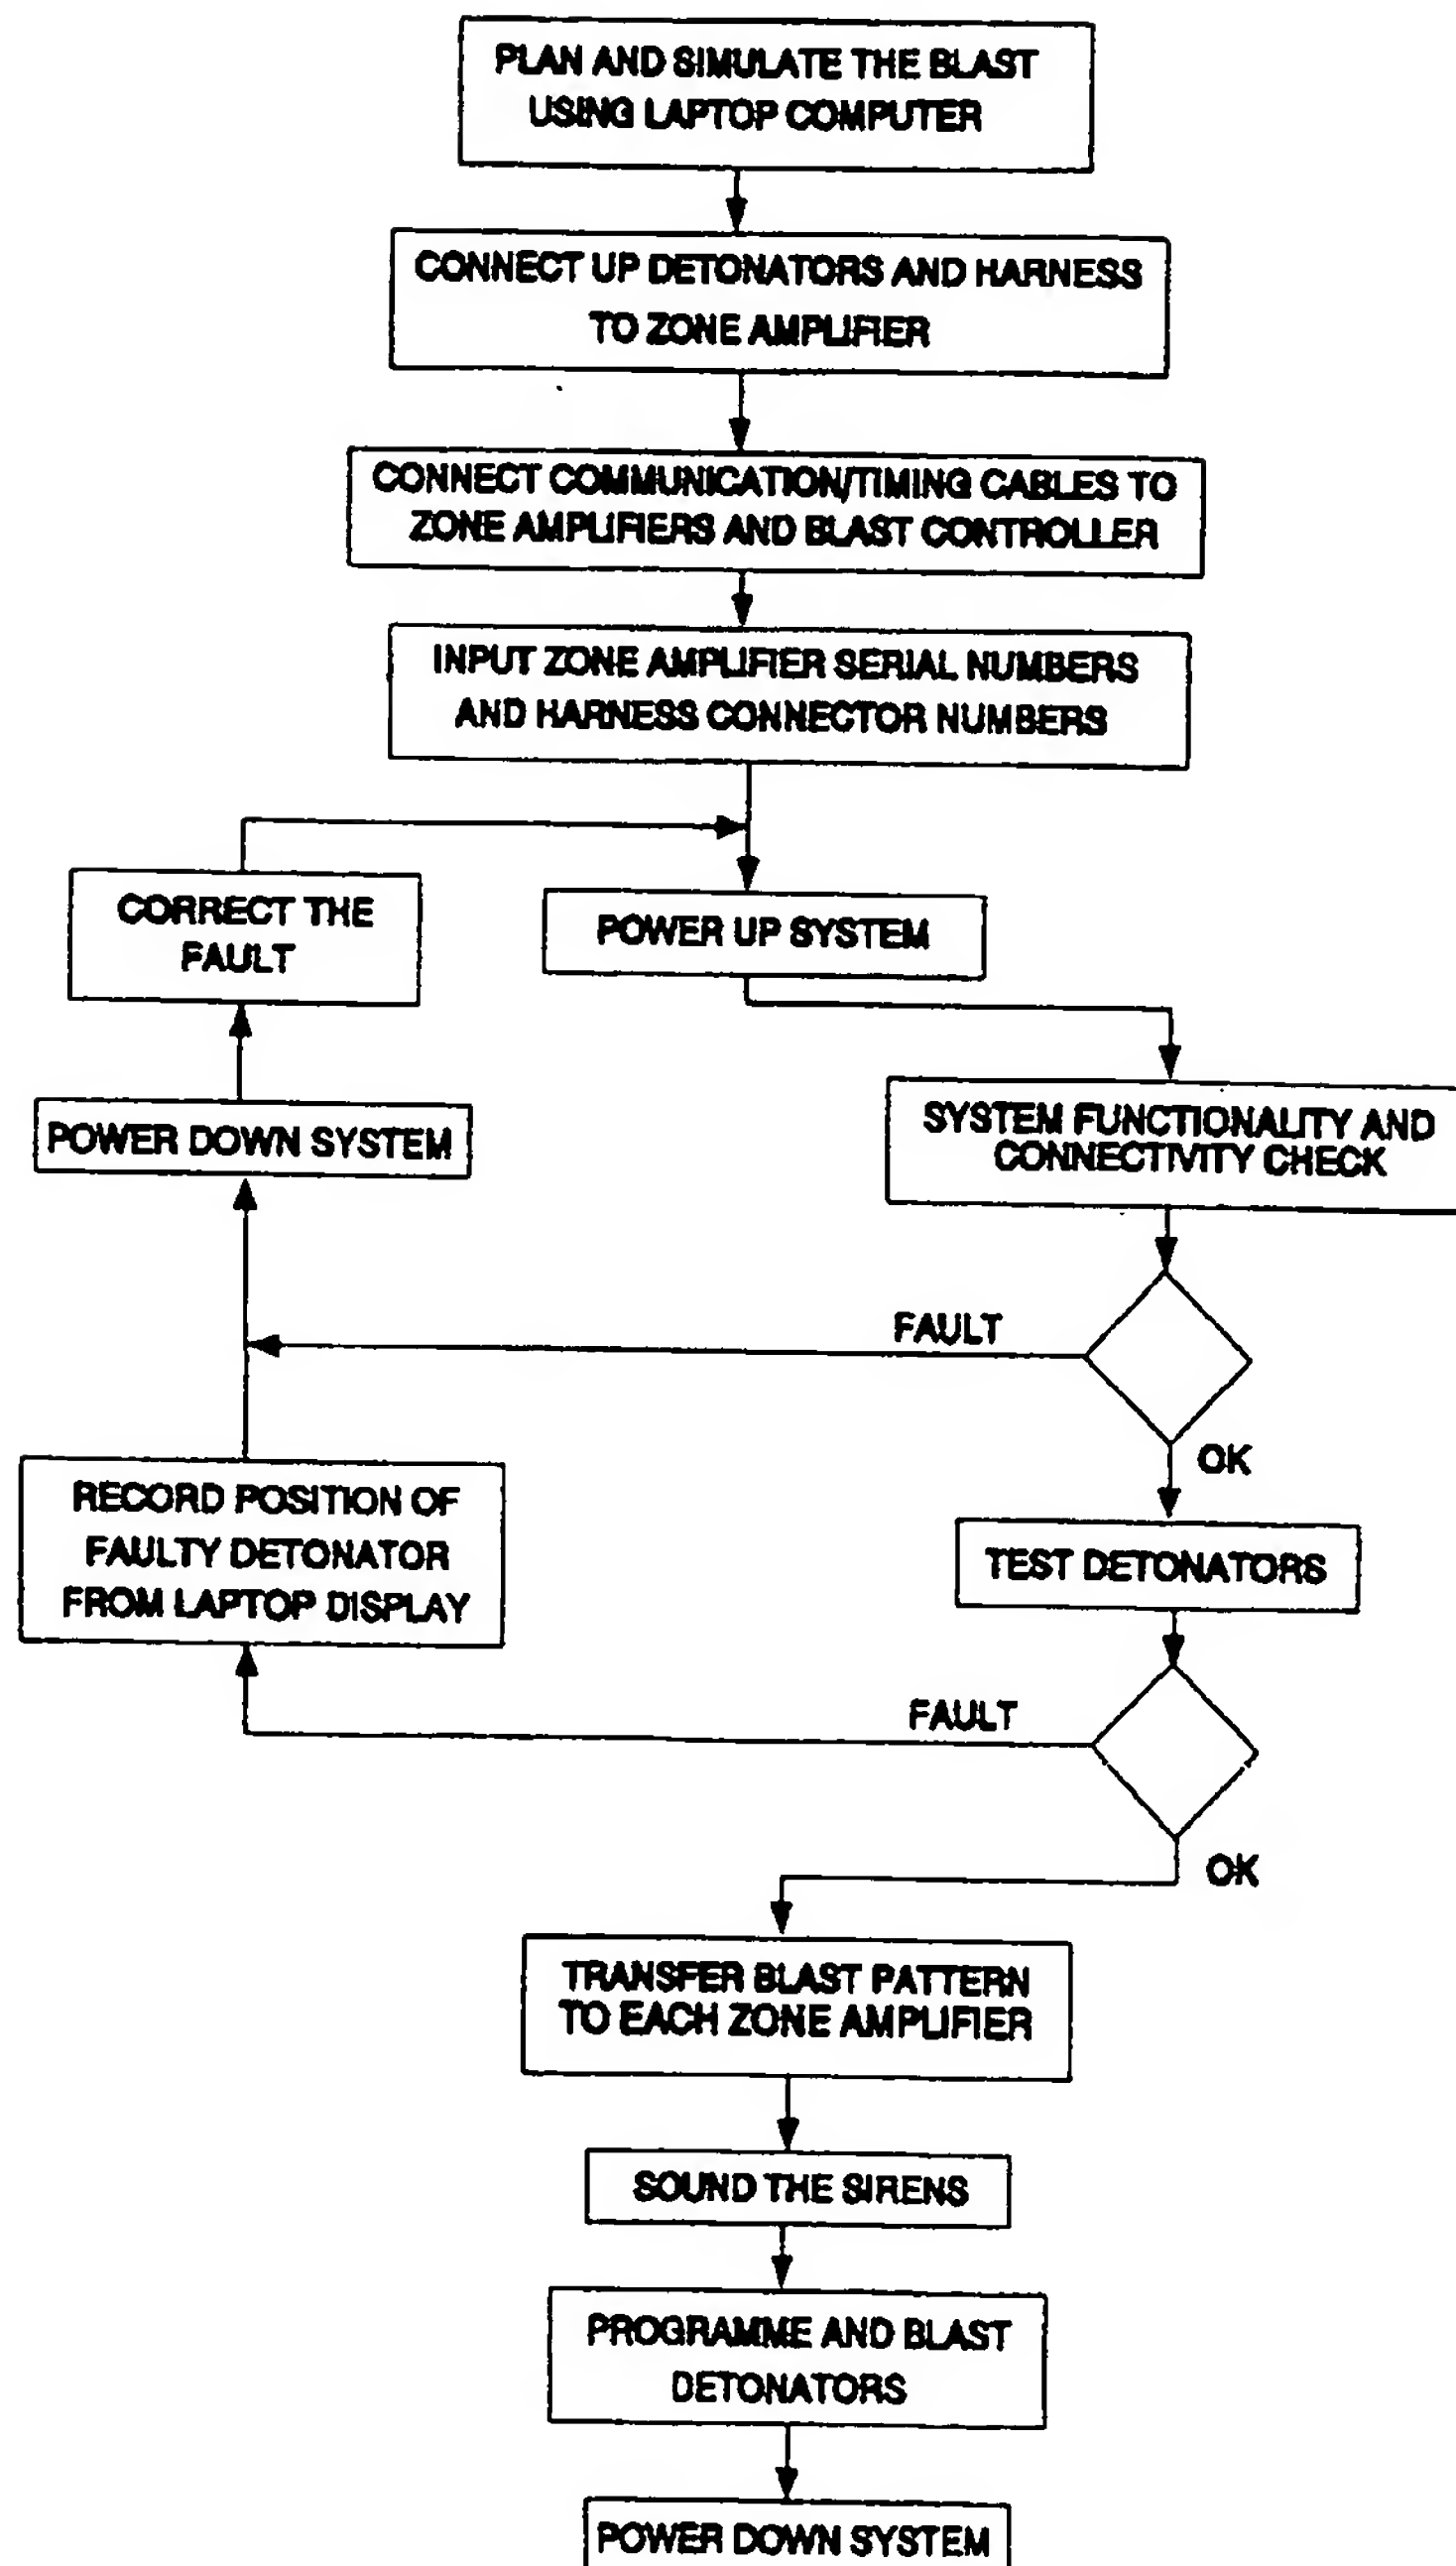 PLAN AND SIMULATE THE BLAST
USING LAPTOP COMPUTER
CONNECT UP DETONATORS AND HARNESS
TO ZONE AMPLIFIER
CONNECT COMMUNICATION/TIMING CABLES TO
ZONE AMPLIFIERS AND BLAST CONTROLLER
INPUT ZONE AMPLIFIER SERIAL NUMBERS
AND HARNESS CONNECTOR NUMBERS
CORRECT THE
FAULT
POWER UP SYSTEM
POWER DOWN SYSTEM
SYSTEM FUNCTIONALITY AND
CONNECTIVITY CHECK
FAULT
OK
RECORD POSITION OF
FAULTY DETONATOR
FROM LAPTOP DISPLAY
TEST DETONATORS
FAULT
OK
TRANSFER BLAST PATTERN
TO EACH ZONE AMPLIFIER
SOUND THE SIRENS
PROGRAMME AND BLAST
DETONATORS
POWER DOWN SYSTEM